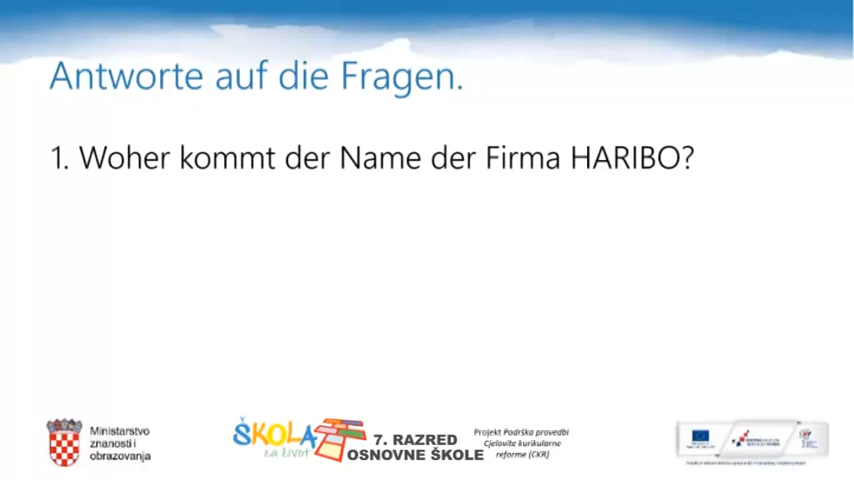 Antworte auf die Fragen.
1. Woher kommt der Name der Firma HARIBO?
Ministarstvo
znanosti i
obrazovanja
ŠKOLA
za život
7. RAZRED
OSNOVNE ŠKOLE
Projekt Podrška provedbi
Cjelovite kurikularne
reforme (CKR)